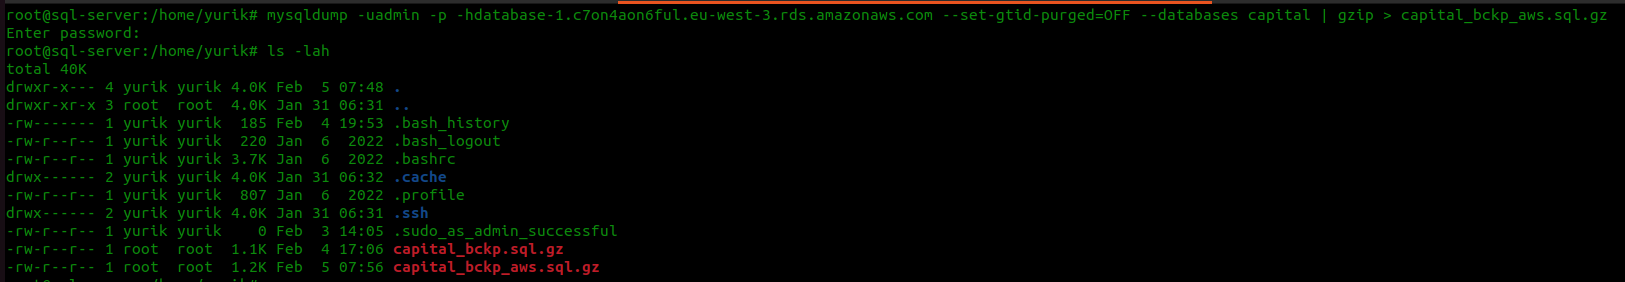 root@sql-server:/home/yurik# mysqldump -uadmin -p -hdatabase-1.c7on4aon6ful.eu-west-3.rds.amazonaws.com --set-gtid-purged=OFF --databases capital | gzip > capital_bckp_aws.sql.gz
Enter password:
root@sql-server:/home/yurik# ls -lah
total 40K
drwxr-x--- 4 yurik yurik 4.0K Feb  5 07:48 .
drwxr-xr-x 3 root  root  4.0K Jan 31 06:31 ..
-rw------- 1 yurik yurik  185 Feb  4 19:53 .bash_history
-rw-r--r-- 1 yurik yurik  220 Jan  6  2022 .bash_logout
-rw-r--r-- 1 yurik yurik 3.7K Jan  6  2022 .bashrc
drwx------ 2 yurik yurik 4.0K Jan 31 06:32 .cache
-rw-r--r-- 1 yurik yurik  807 Jan  6  2022 .profile
drwx------ 2 yurik yurik 4.0K Jan 31 06:31 .ssh
-rw-r--r-- 1 yurik yurik    0 Feb  3 14:05 .sudo_as_admin_successful
-rw-r--r-- 1 root  root  1.1K Feb  4 17:06 capital_bckp.sql.gz
-rw-r--r-- 1 root  root  1.2K Feb  5 07:56 capital_bckp_aws.sql.gz